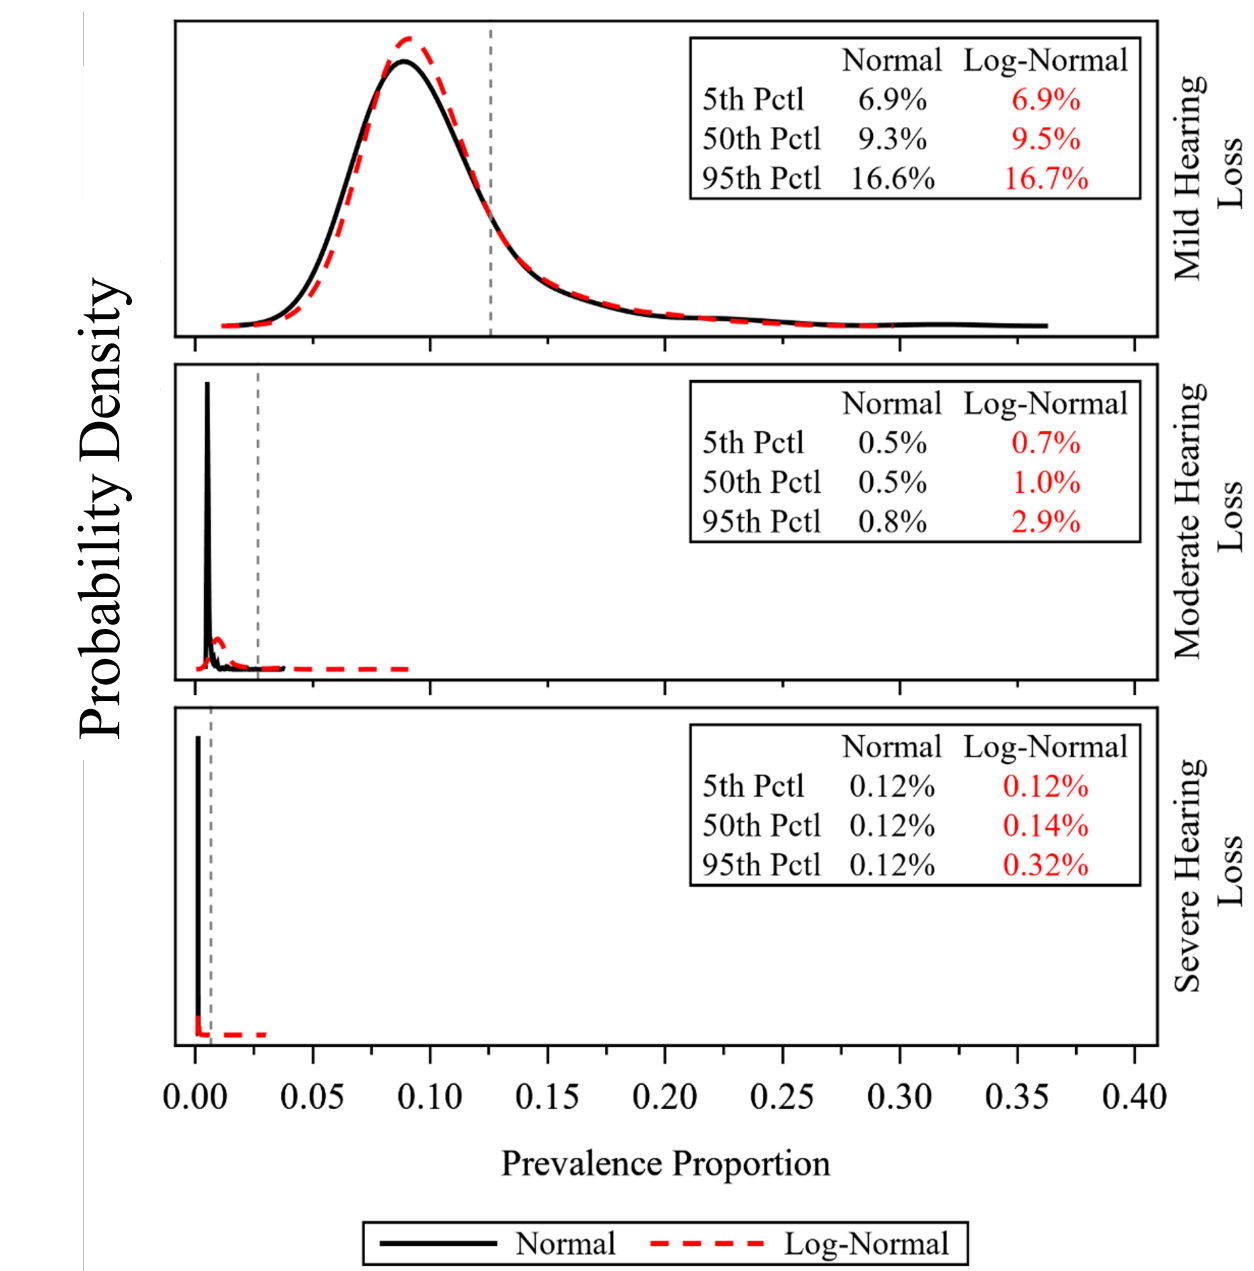 Probability Density
Normal Log-Normal
5th Pctl 6.9% 6.9%
50th Pctl 9.3% 9.5%
95th Pctl 16.6% 16.7%
Mild Hearing
Loss
Normal Log-Normal
5th Pctl 0.5% 0.7%
50th Pctl 0.5% 1.0%
95th Pctl 0.8% 2.9%
Moderate Hearing
Loss
Normal Log-Normal
5th Pctl 0.12% 0.12%
50th Pctl 0.12% 0.14%
95th Pctl 0.12% 0.32%
Severe Hearing
Loss
0.00 0.05 0.10 0.15 0.20 0.25 0.30 0.35 0.40
Prevalence Proportion
Normal Log-Normal